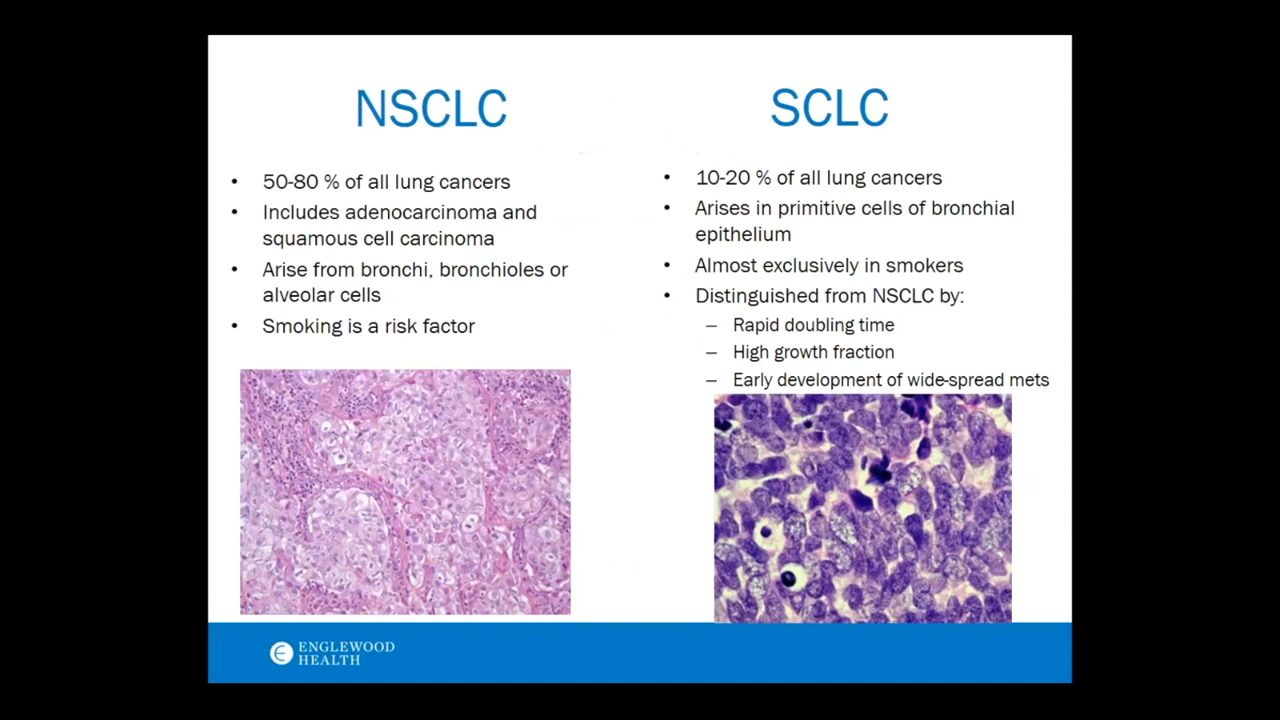 NSCLC
• 50-80 % of all lung cancers
• Includes adenocarcinoma and
squamous cell carcinoma
• Arise from bronchi, bronchioles or
alveolar cells
• Smoking is a risk factor
SCLC
• 10-20 % of all lung cancers
• Arises in primitive cells of bronchial
epithelium
• Almost exclusively in smokers
• Distinguished from NSCLC by:
– Rapid doubling time
– High growth fraction
– Early development of wide-spread mets
ENGLEWOOD
HEALTH